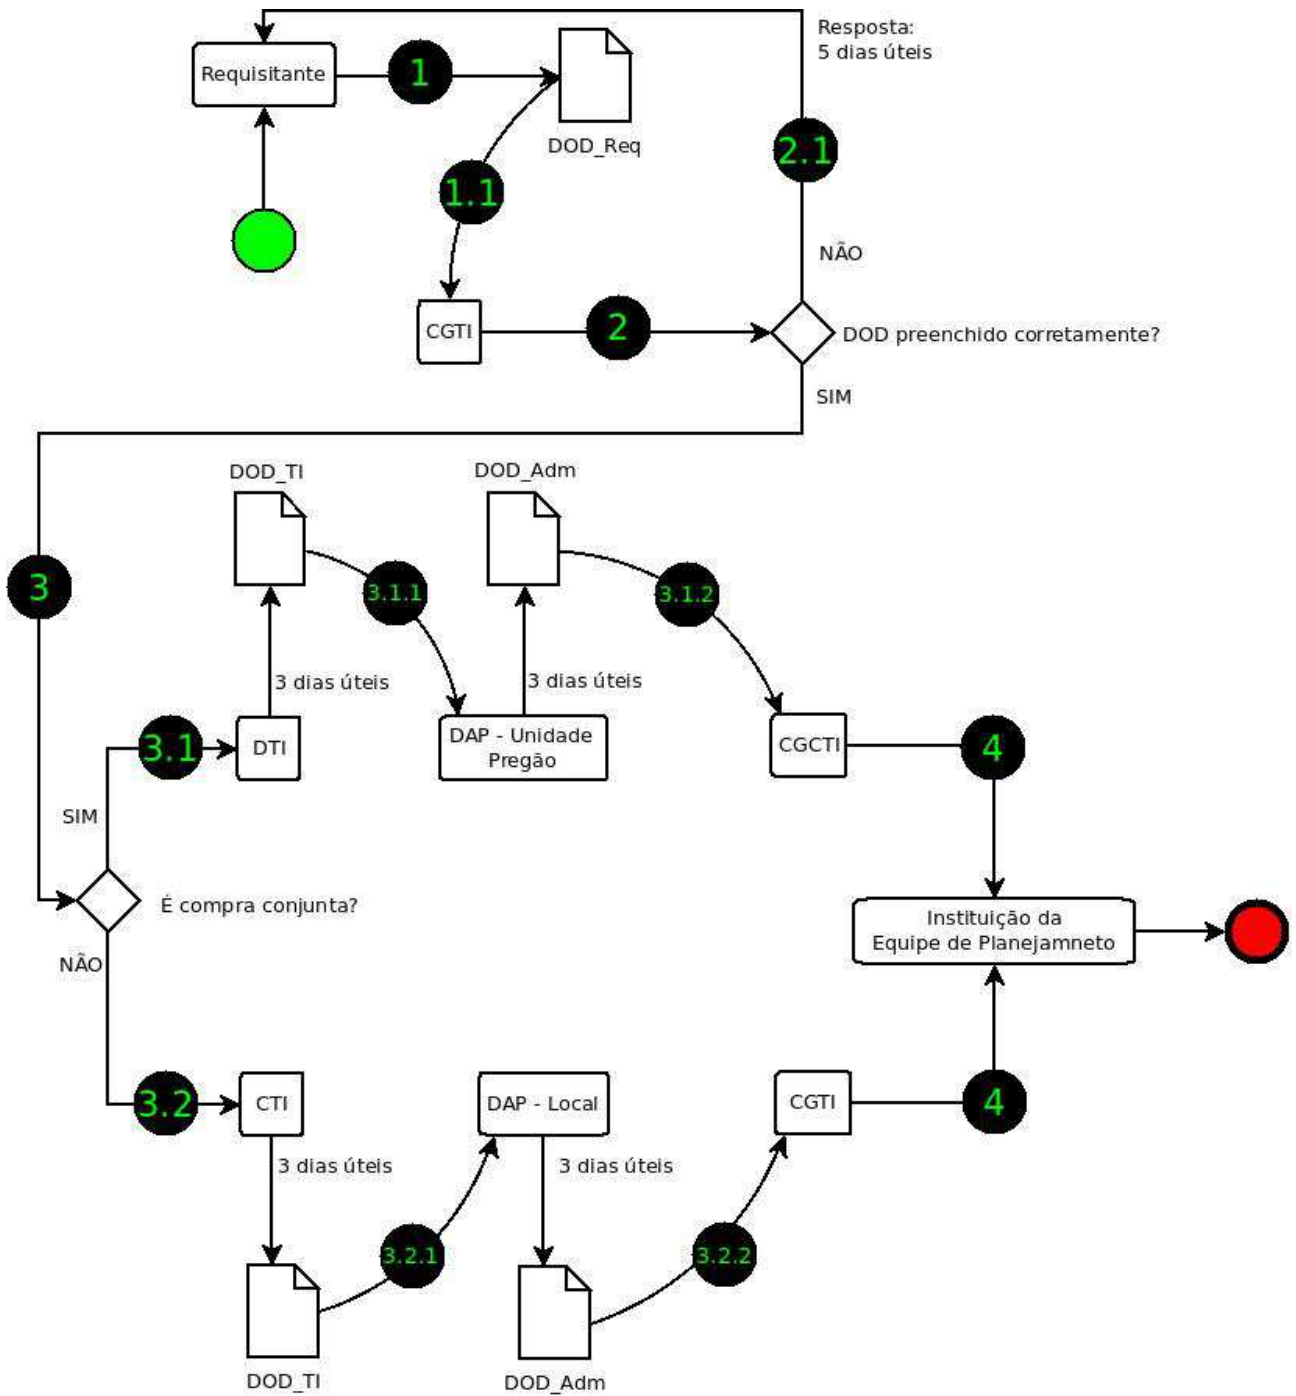 Resposta:
5 dias úteis
Requisitante
1
DOD_Req
2.1
1.1
NÃO
CGTI
2
DOD preenchido corretamente?
SIM
DOD_TI
DOD_Adm
3
3.1.1
3.1.2
3 dias úteis
3 dias úteis
3.1
DTI
DAP - Unidade
Pregão
CGCTI
4
SIM
É compra conjunta?
Instituição da
Equipe de Planejamneto
NÃO
3.2
CTI
DAP - Local
CGTI
4
3 dias úteis
3 dias úteis
3.2.1
3.2.2
DOD_TI
DOD_Adm